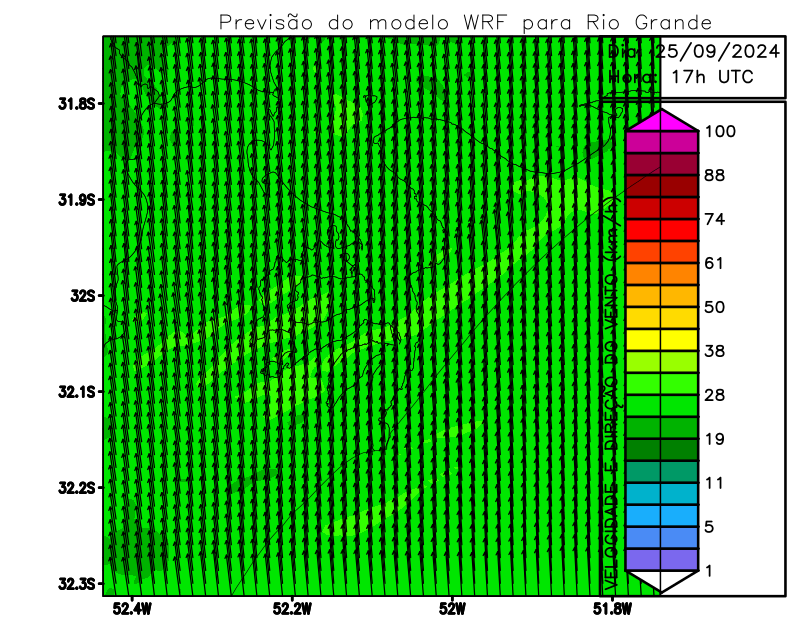 Previsão do modelo WRF para Rio Grande
Dia: 25/09/2024
Hora: 17h UTC
31.8S
31.9S
32S
32.1S
32.2S
32.3S
52.4W
52.2W
52W
51.8W
VELOCIDADE E DIREÇÃO DO VENTO (km/h)
100
88
74
61
50
38
28
19
11
5
1